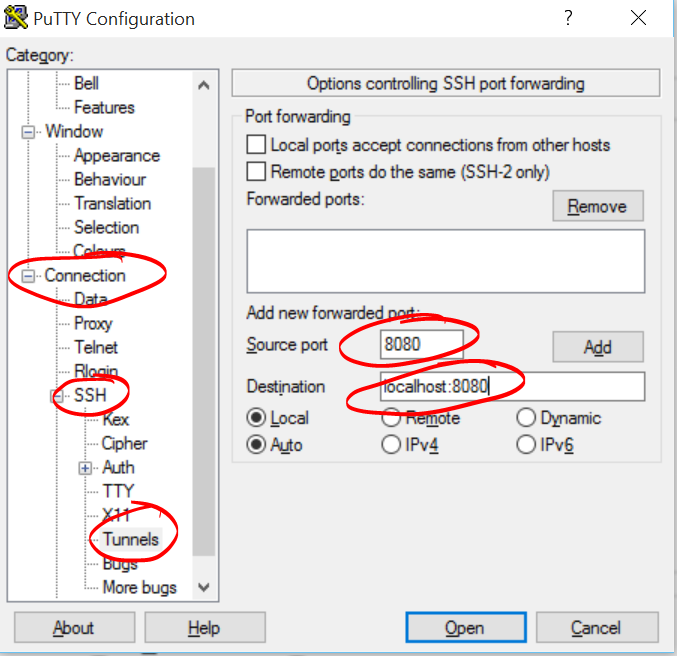 PuTTY Configuration
?
Category:
Bell
Features
Window
Appearance
Behaviour
Translation
Selection
Colours
Connection
Data
Proxy
Telnet
Rlogin
SSH
Kex
Cipher
Auth
TTY
X11
Tunnels
Bugs
More bugs
Options controlling SSH port forwarding
Port forwarding
Local ports accept connections from other hosts
Remote ports do the same (SSH-2 only)
Forwarded ports:
Remove
Add new forwarded port:
Source port 8080 Add
Destination localhost:8080
Local Remote Dynamic
Auto IPv4 IPv6
About Help Open Cancel